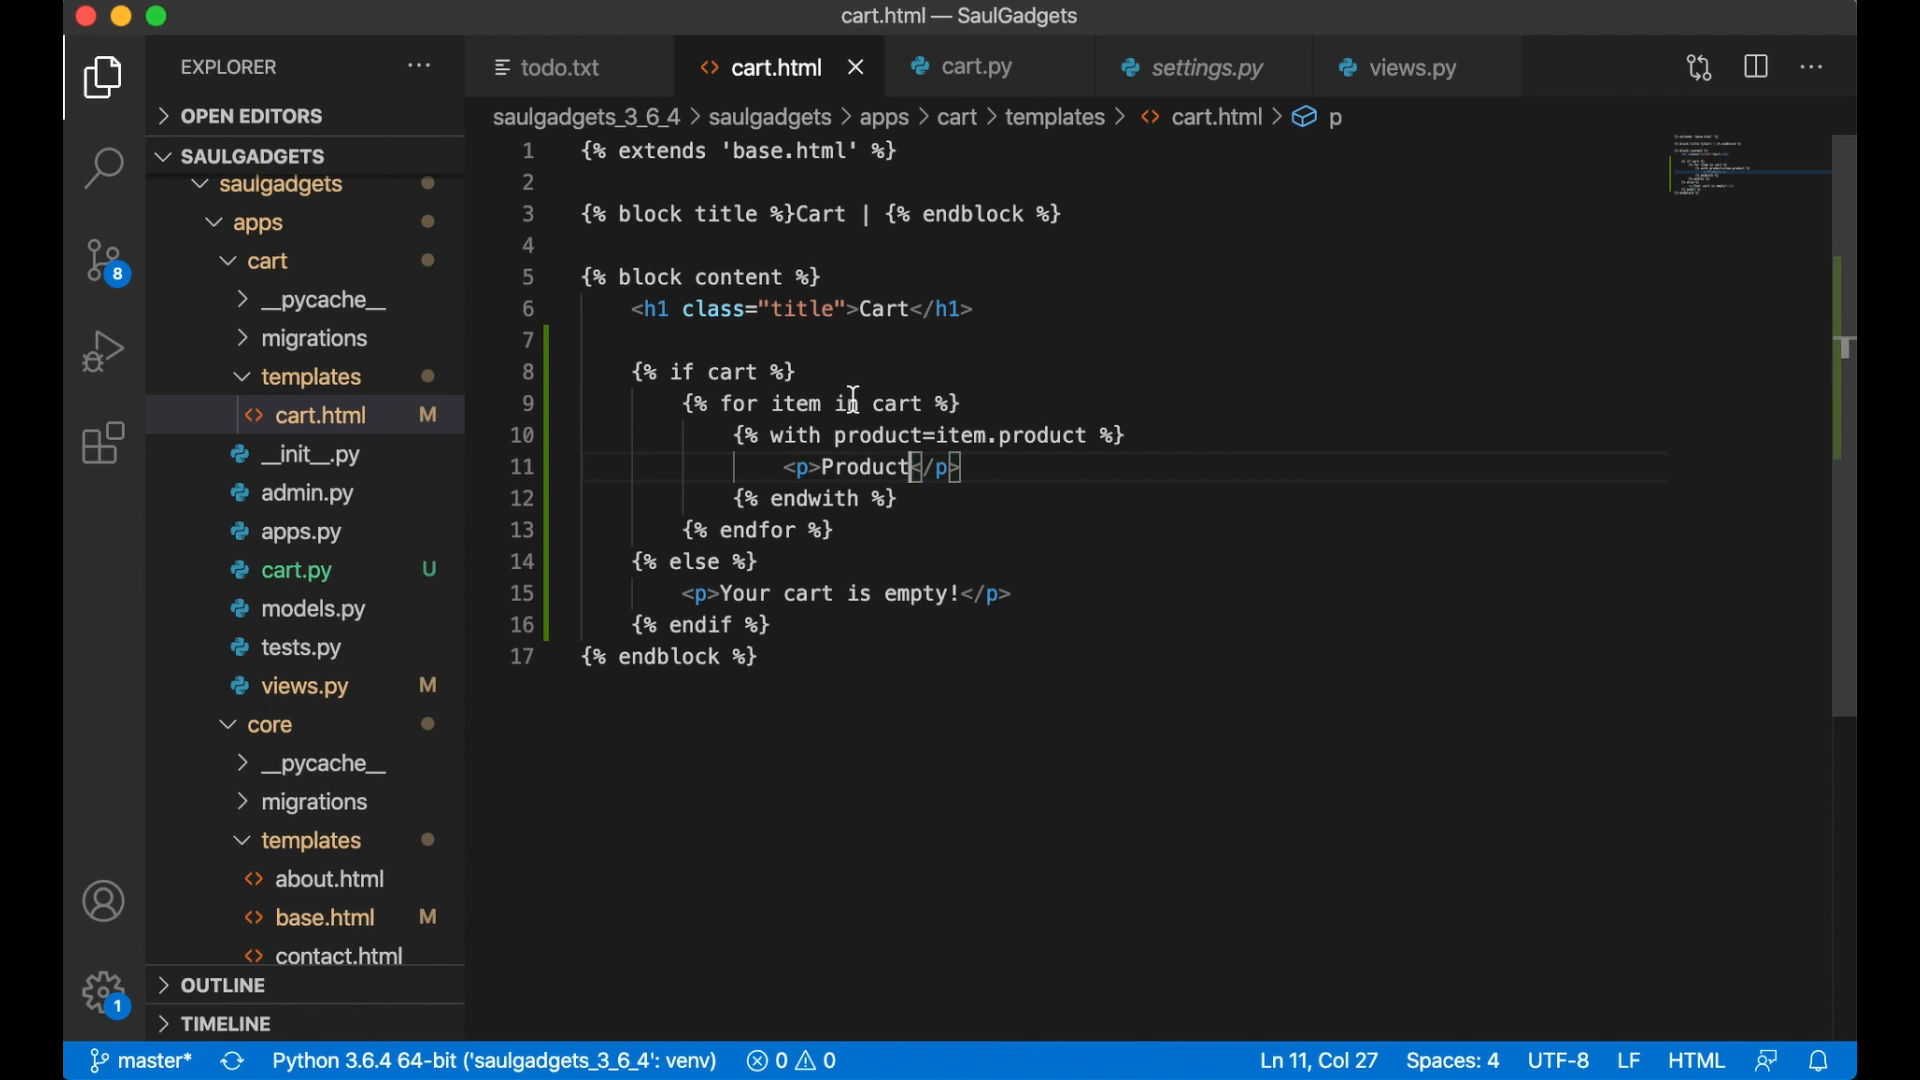 cart.html — SaulGadgets
EXPLORER
todo.txt
cart.html
cart.py
settings.py
views.py
OPEN EDITORS
SAULGADGETS
saulgadgets
apps
cart
__pycache__
migrations
templates
cart.html M
__init__.py
admin.py
apps.py
cart.py U
models.py
tests.py
views.py M
core
__pycache__
migrations
templates
about.html
base.html M
contact.html
OUTLINE
TIMELINE
8
1
saulgadgets_3_6_4 > saulgadgets > apps > cart > templates > cart.html > p
1 {% extends 'base.html' %}
2
3 {% block title %}Cart | {% endblock %}
4
5 {% block content %}
6 <h1 class="title">Cart</h1>
7
8 {% if cart %}
9 {% for item in cart %}
10 {% with product=item.product %}
11 <p>Product</p>
12 {% endwith %}
13 {% endfor %}
14 {% else %}
15 <p>Your cart is empty!</p>
16 {% endif %}
17 {% endblock %}
master*
Python 3.6.4 64-bit ('saulgadgets_3_6_4': venv)
0
0
Ln 11, Col 27
Spaces: 4
UTF-8
LF
HTML